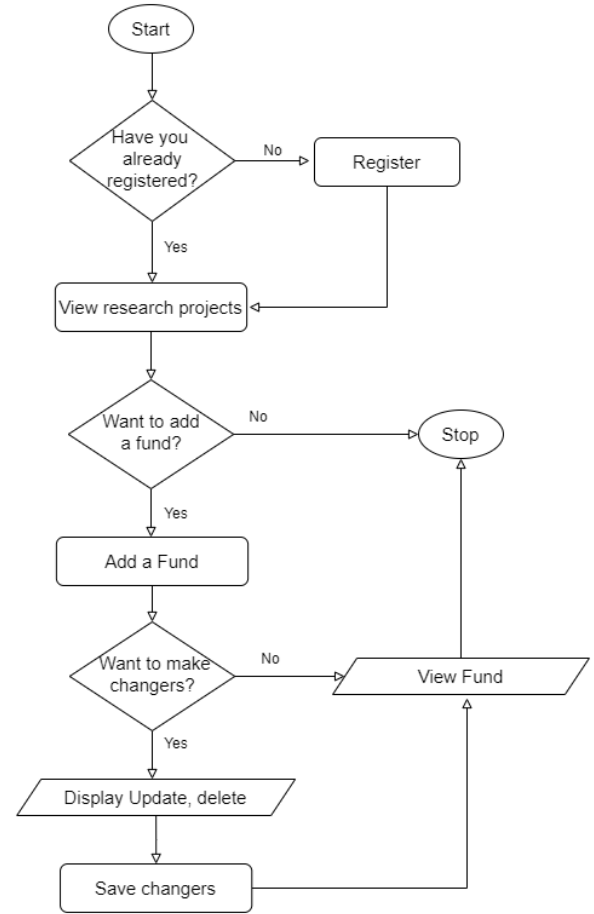 Start
Have you
already
registered?
No
Register
Yes
View research projects
Want to add
a fund?
No
Stop
Yes
Add a Fund
Want to make
changers?
No
View Fund
Yes
Display Update, delete
Save changers